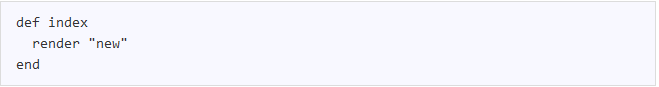 def index
  render "new"
end